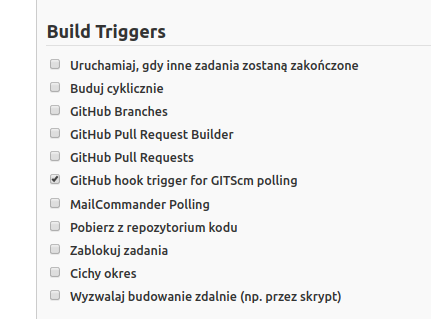 Build Triggers
Uruchamiaj, gdy inne zadania zostaną zakończone
Buduj cyklicznie
GitHub Branches
GitHub Pull Request Builder
GitHub Pull Requests
GitHub hook trigger for GITScm polling
MailCommander Polling
Pobierz z repozytorium kodu
Zablokuj zadania
Cichy okres
Wyzwalaj budowanie zdalnie (np. przez skrypt)